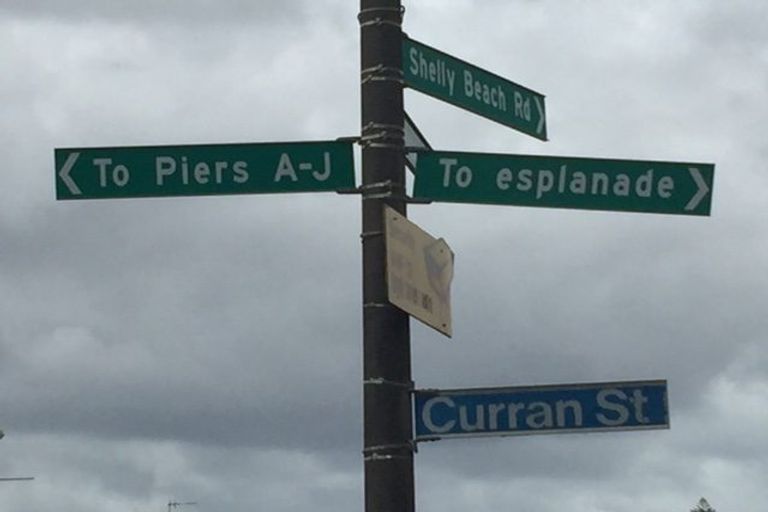 Shelly Beach Rd
To Piers A-J
To esplanade
Curran St